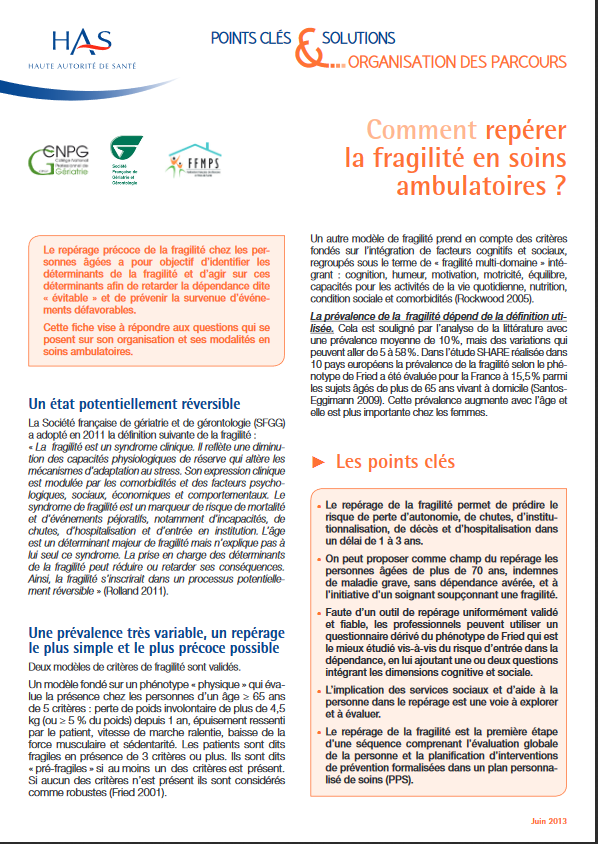 HAS
HAUTE AUTORITÉ DE SANTÉ
POINTS CLÉS & SOLUTIONS
... ORGANISATION DES PARCOURS
CNPG
Collège National
Professionnel de
Gériatrie
Société
Française de
Gériatrie et
Gérontologie
FFMPS
Comment repérer
la fragilité en soins
ambulatoires ?
Le repérage précoce de la fragilité chez les per-
sonnes âgées a pour objectif d'identifier les
déterminants de la fragilité et d'agir sur ces
déterminants afin de retarder la dépendance dite
« évitable » et de prévenir la survenue d'événe-
ments défavorables.
Cette fiche vise à répondre aux questions qui se
posent sur son organisation et ses modalités en
soins ambulatoires.
Un état potentiellement réversible
La Société française de gériatrie et de gérontologie (SFGG)
a adopté en 2011 la définition suivante de la fragilité :
« La fragilité est un syndrome clinique. Il reflète une diminu-
tion des capacités physiologiques de réserve qui altère les
mécanismes d'adaptation au stress. Son expression clinique
est modulée par les comorbidités et des facteurs psycho-
logiques, sociaux, économiques et comportementaux. Le
syndrome de fragilité est un marqueur de risque de mortalité
et d'événements péjoratifs, notamment d'incapacités, de
chutes, d'hospitalisation et d'entrée en institution. L'âge
est un déterminant majeur de fragilité mais n'explique pas à
lui seul ce syndrome. La prise en charge des déterminants
de la fragilité peut réduire ou retarder ses conséquences.
Ainsi, la fragilité s'inscrirait dans un processus potentielle-
ment réversible » (Rolland 2011).
Une prévalence très variable, un repérage
le plus simple et le plus précoce possible
Deux modèles de critères de fragilité sont validés.
Un modèle fondé sur un phénotype « physique » qui éva-
lue la présence chez les personnes d'un âge ≥ 65 ans
de 5 critères : perte de poids involontaire de plus de 4,5
kg (ou ≥ 5 % du poids) depuis 1 an, épuisement ressenti
par le patient, vitesse de marche ralentie, baisse de la
force musculaire et sédentarité. Les patients sont dits
fragiles en présence de 3 critères ou plus. Ils sont dits
« pré-fragiles » si au moins un des critères est présent.
Si aucun des critères n'est présent ils sont considérés
comme robustes (Fried 2001).
Un autre modèle de fragilité prend en compte des critères
fondés sur l'intégration de facteurs cognitifs et sociaux,
regroupés sous le terme de « fragilité multi-domaine » inté-
grant : cognition, humeur, motivation, motricité, équilibre,
capacités pour les activités de la vie quotidienne, nutrition,
condition sociale et comorbidités (Rockwood 2005).
La prévalence de la fragilité dépend de la définition uti-
lisée. Cela est souligné par l'analyse de la littérature avec
une prévalence moyenne de 10 %, mais des variations qui
peuvent aller de 5 à 58 %. Dans l'étude SHARE réalisée dans
10 pays européens la prévalence de la fragilité selon le phé-
notype de Fried a été évaluée pour la France à 15,5 % parmi
les sujets âgés de plus de 65 ans vivant à domicile (Santos-
Eggimann 2009). Cette prévalence augmente avec l'âge et
elle est plus importante chez les femmes.
► Les points clés
• Le repérage de la fragilité permet de prédire le
risque de perte d'autonomie, de chutes, d'institu-
tionnalisation, de décès et d'hospitalisation dans
un délai de 1 à 3 ans.
• On peut proposer comme champ du repérage les
personnes âgées de plus de 70 ans, indemnes
de maladie grave, sans dépendance avérée, et à
l'initiative d'un soignant soupçonnant une fragilité.
• Faute d'un outil de repérage uniformément validé
et fiable, les professionnels peuvent utiliser un
questionnaire dérivé du phénotype de Fried qui est
le mieux étudié vis-à-vis du risque d'entrée dans la
dépendance, en lui ajoutant une ou deux questions
intégrant les dimensions cognitive et sociale.
• L'implication des services sociaux et d'aide à la
personne dans le repérage est une voie à explorer
et à évaluer.
• Le repérage de la fragilité est la première étape
d'une séquence comprenant l'évaluation globale
de la personne et la planification d'interventions
de prévention formalisées dans un plan personna-
lisé de soins (PPS).
Juin 2013